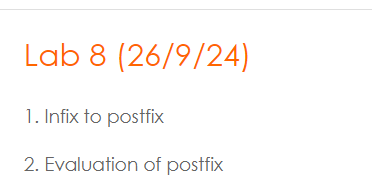 Lab 8 (26/9/24)
1. Infix to postfix
2. Evaluation of postfix